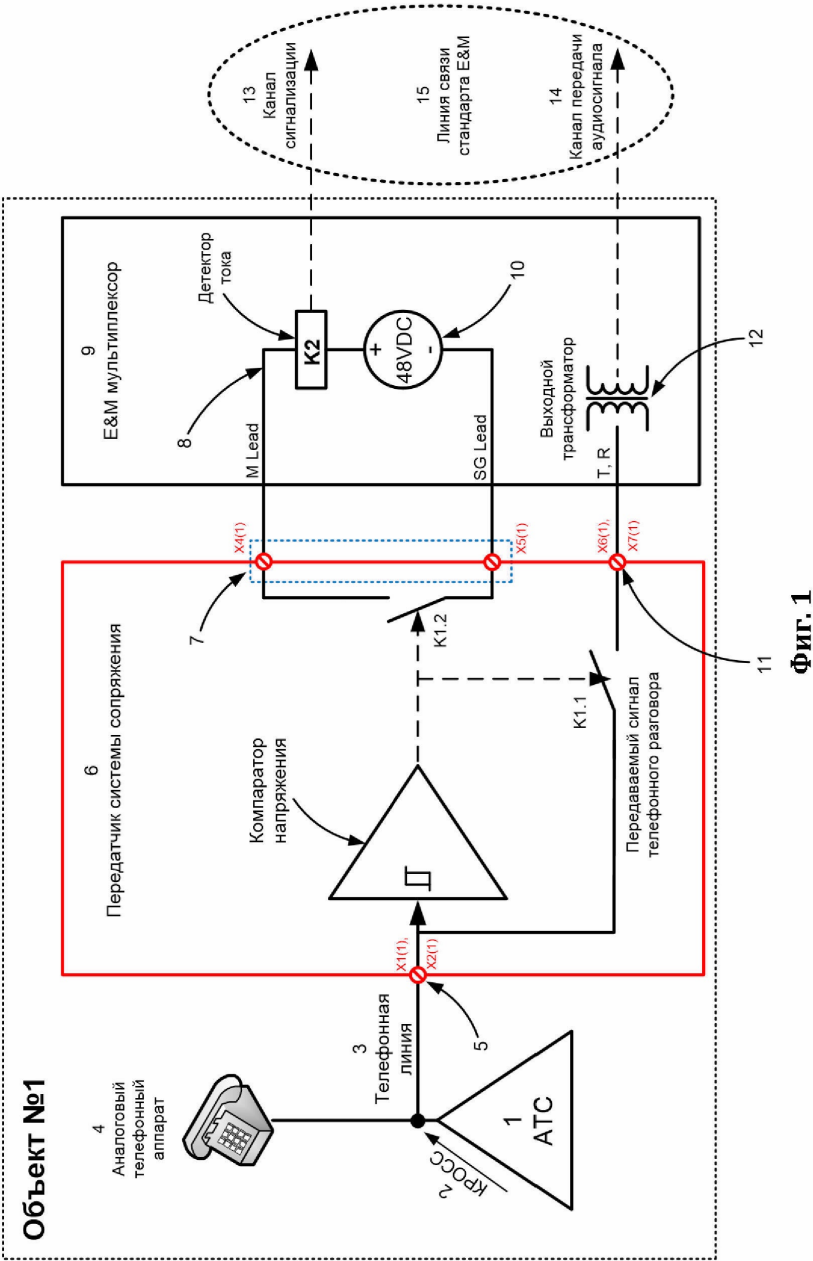 Объект №1
4
Аналоговый
телефонный
аппарат
3
Телефонная
линия
2
КРОСС
1
АТС
5
X1(1),
X2(1)
6
Передатчик системы сопряжения
Компаратор
напряжения
K1.2
K1.1
Передаваемый сигнал
телефонного разговора
7
X4(1)
X5(1)
X6(1),
X7(1)
11
9
E&M мультиплексор
8
M Lead
SG Lead
T, R
Детектор
тока
K2
+
48VDC
-
10
Выходной
трансформатор
12
13
Канал
сигнализации
15
Линия связи
стандарта E&M
14
Канал передачи
аудиосигнала
Фиг. 1